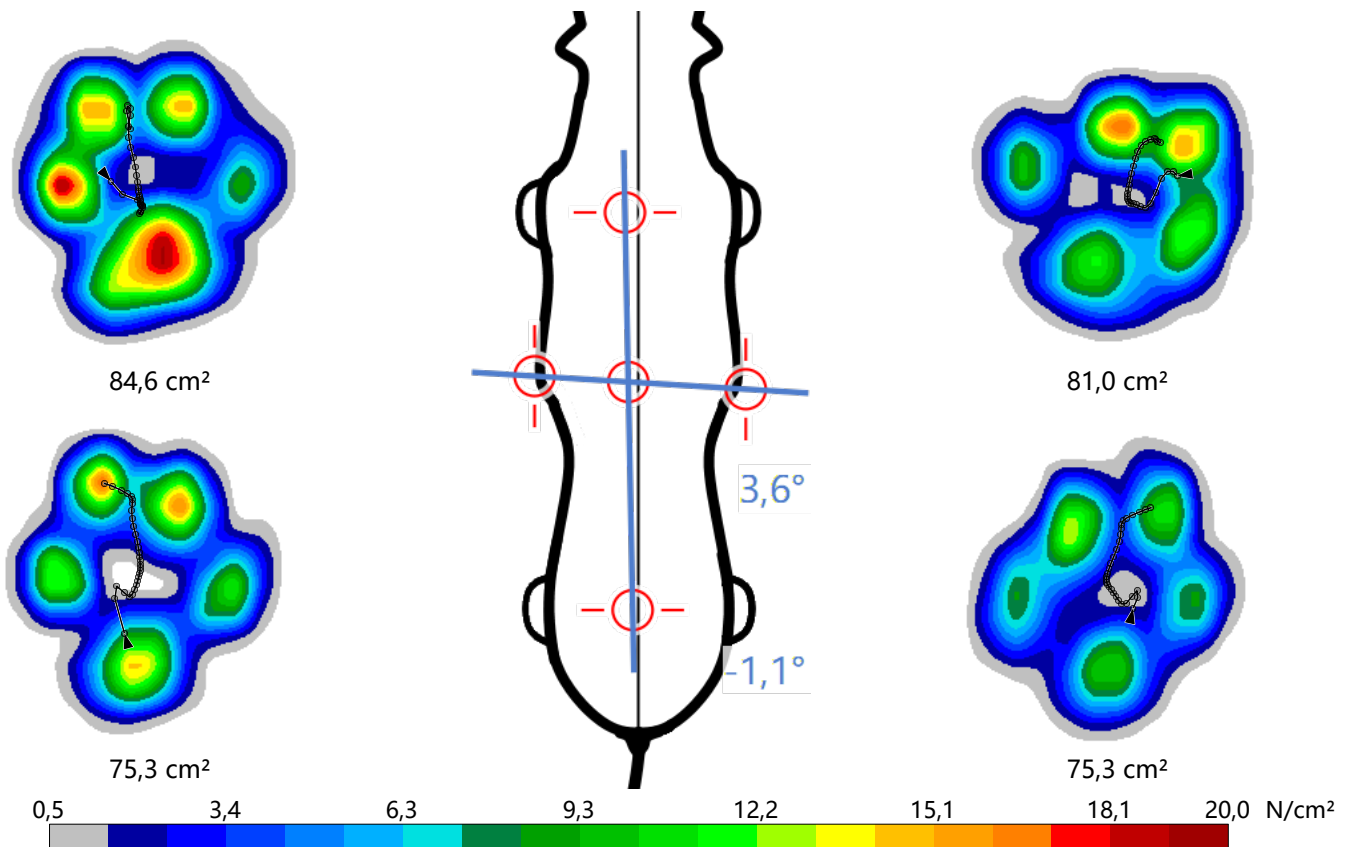 84,6 cm²
81,0 cm²
3,6°
-1,1°
75,3 cm²
75,3 cm²
0,5 3,4 6,3 9,3 12,2 15,1 18,1 20,0 N/cm²